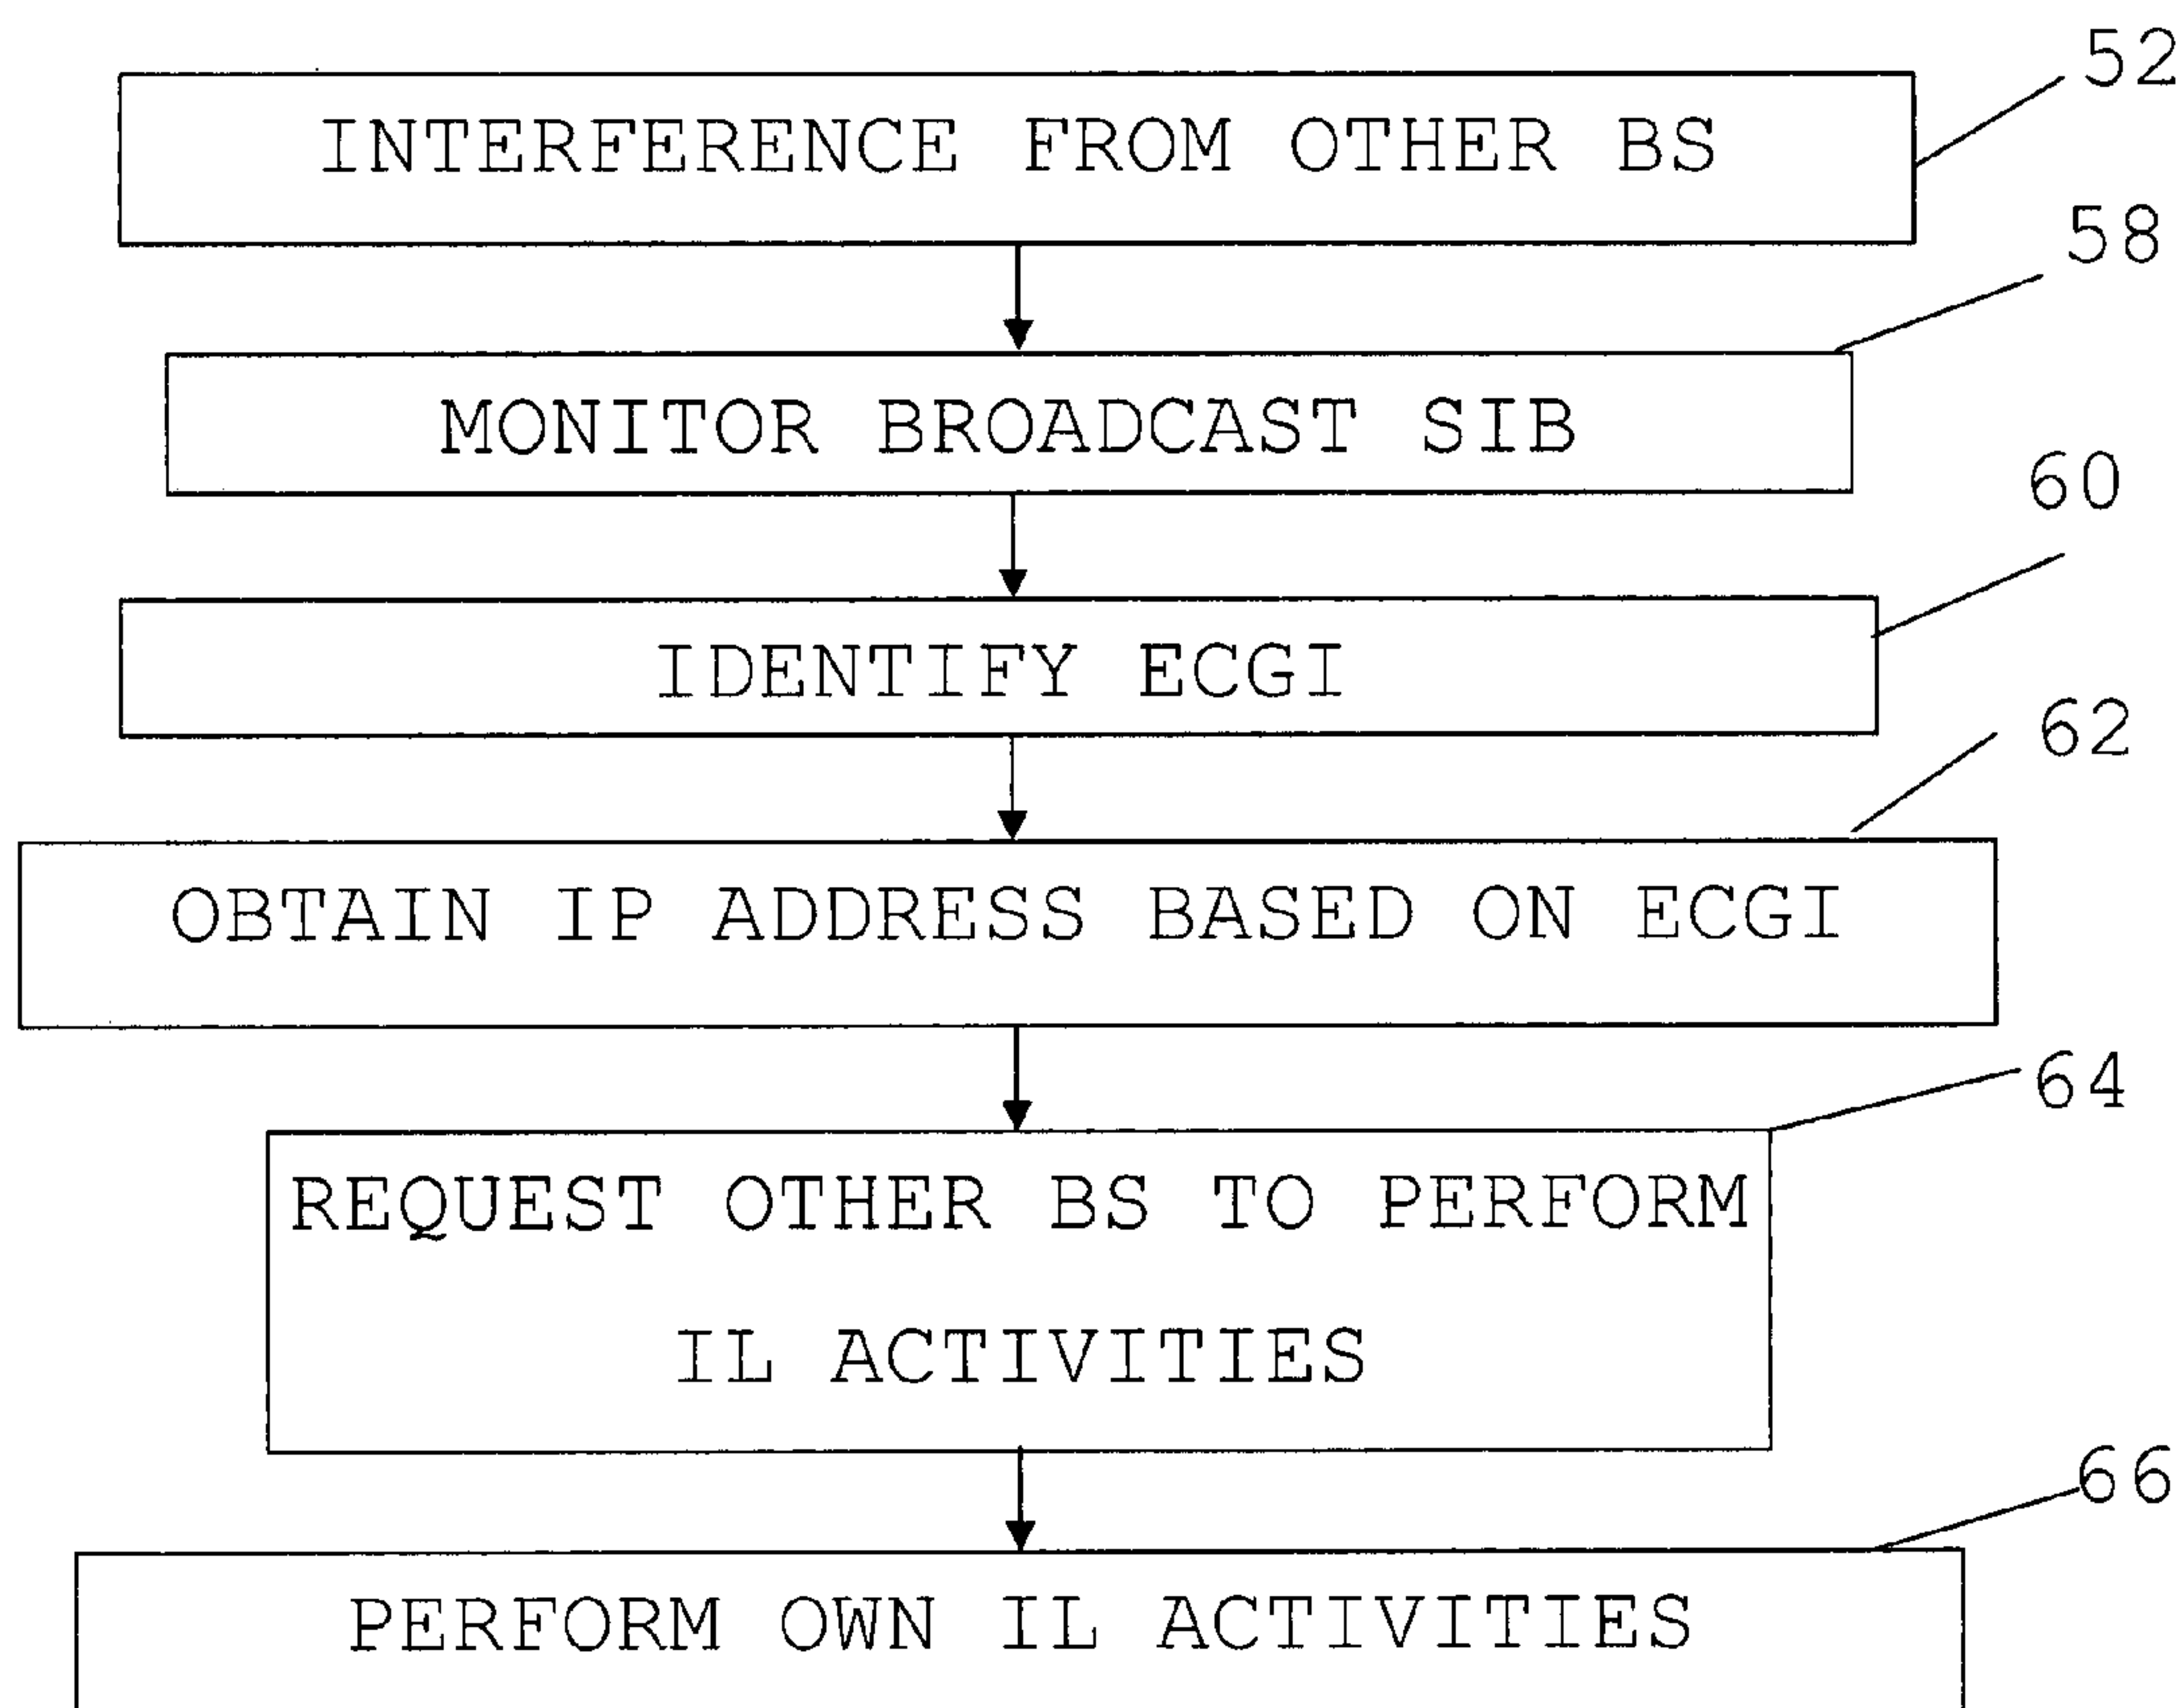 52
INTERFERENCE FROM OTHER BS
58
MONITOR BROADCAST SIB
60
IDENTIFY ECGI
62
OBTAIN IP ADDRESS BASED ON ECGI
64
REQUEST OTHER BS TO PERFORM
IL ACTIVITIES
66
PERFORM OWN IL ACTIVITIES